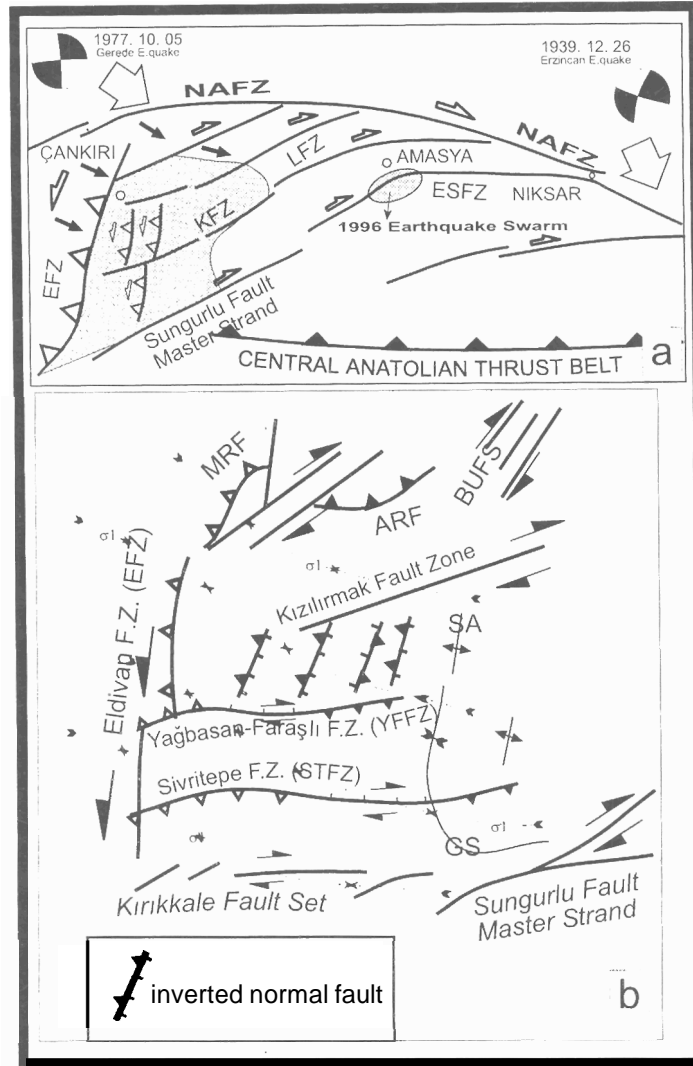 1977. 10. 05
Gerede E.quake
1939. 12. 26
Erzincan E.quake
NAFZ
NAFZ
ÇANKIRI
LFZ
AMASYA
ESFZ
NIKSAR
KFZ
1996 Earthquake Swarm
EFZ
Sungurlu Fault
Master Strand
CENTRAL ANATOLIAN THRUST BELT
a
MRF
BUFS
ARF
σ1
σ1
Kızılırmak Fault Zone
Eldivan F.Z. (EFZ)
SA
Yağbasan-Faraşlı F.Z. (YFFZ)
Sivritepe F.Z. (STFZ)
σ1
GS
Kırıkkale Fault Set
Sungurlu Fault
Master Strand
inverted normal fault
b